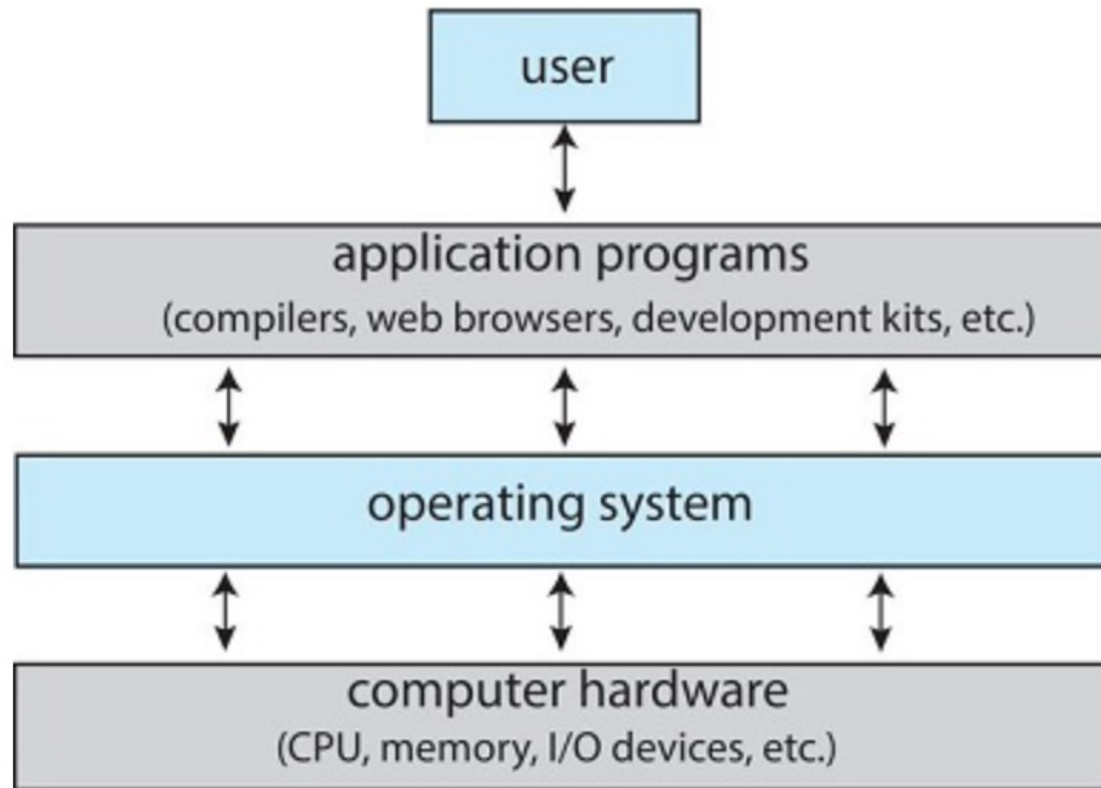 user
application programs
(compilers, web browsers, development kits, etc.)
operating system
computer hardware
(CPU, memory, I/O devices, etc.)